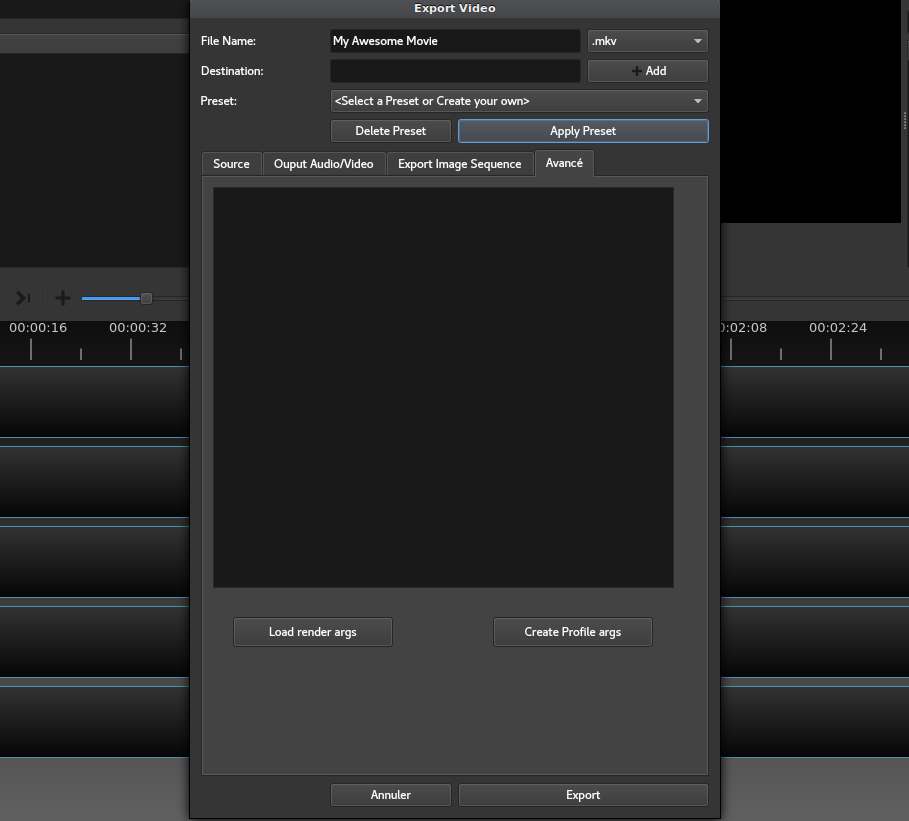 Export Video
File Name:
My Awesome Movie
.mkv
Destination:
Add
Preset:
<Select a Preset or Create your own>
Delete Preset
Apply Preset
Source
Ouput Audio/Video
Export Image Sequence
Avancé
00:00:16
00:00:32
0:02:08
00:02:24
Load render args
Create Profile args
Annuler
Export